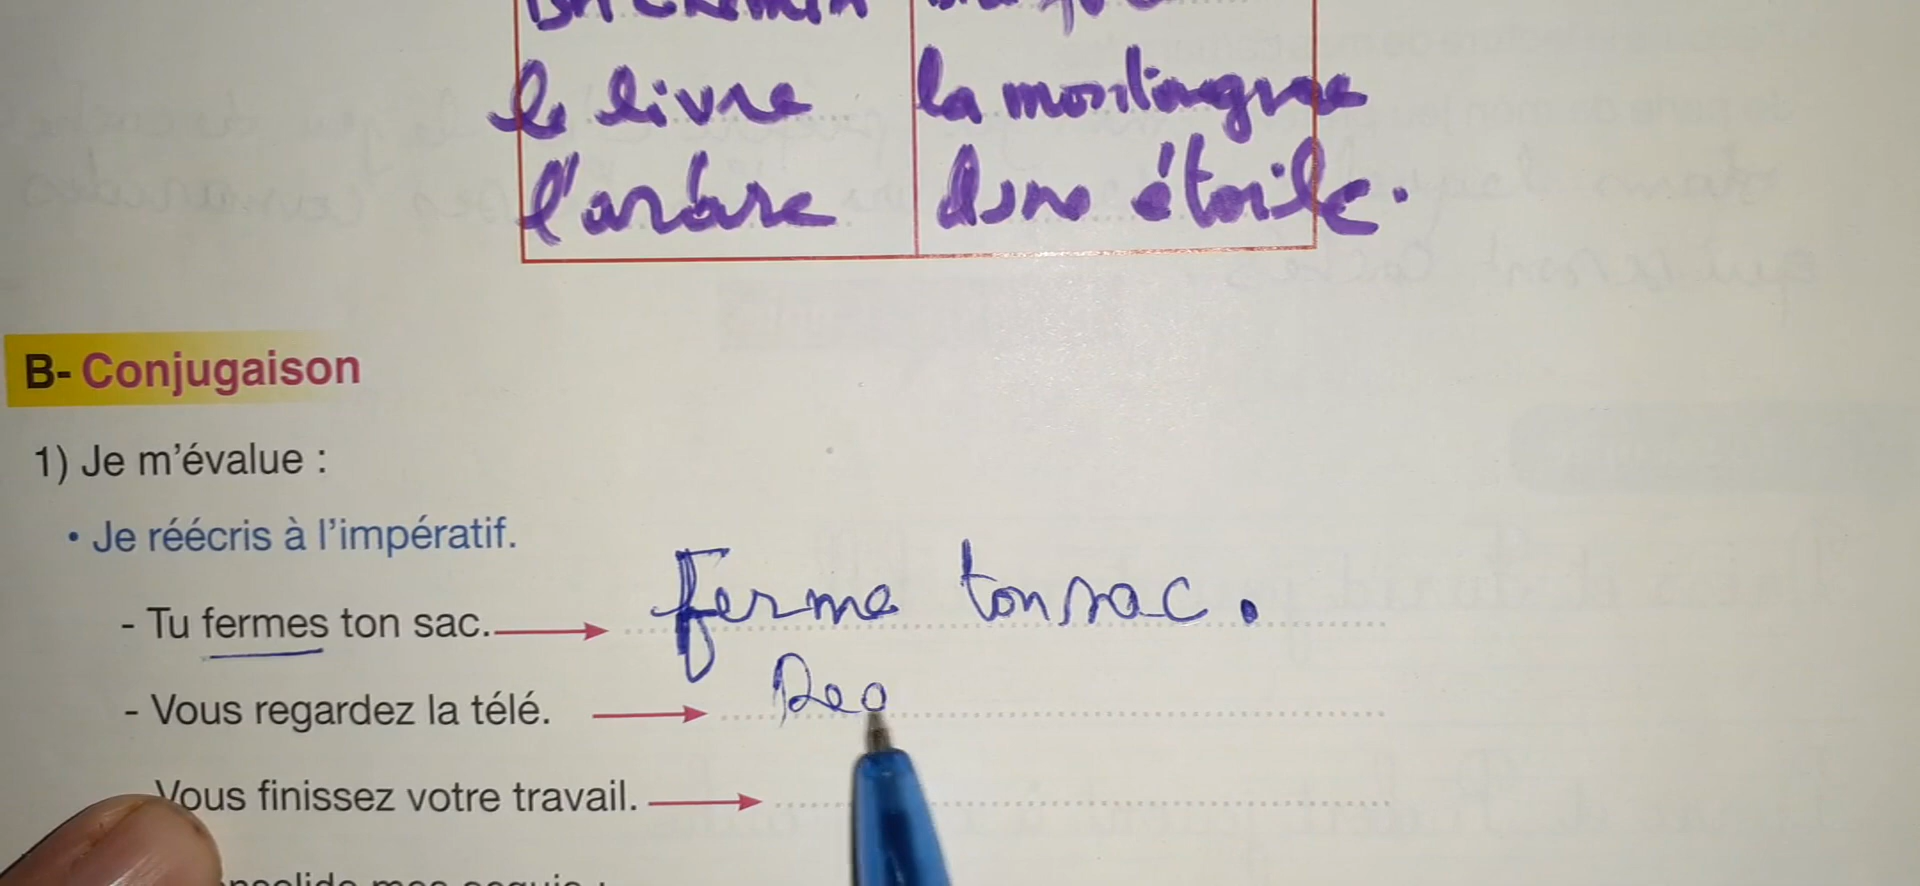 le livre la montagne
l'arbre une étoile.
B- Conjugaison
1) Je m'évalue :
• Je réécris à l'impératif.
- Tu fermes ton sac. ferme ton sac.
- Vous regardez la télé. Reg
Vous finissez votre travail.